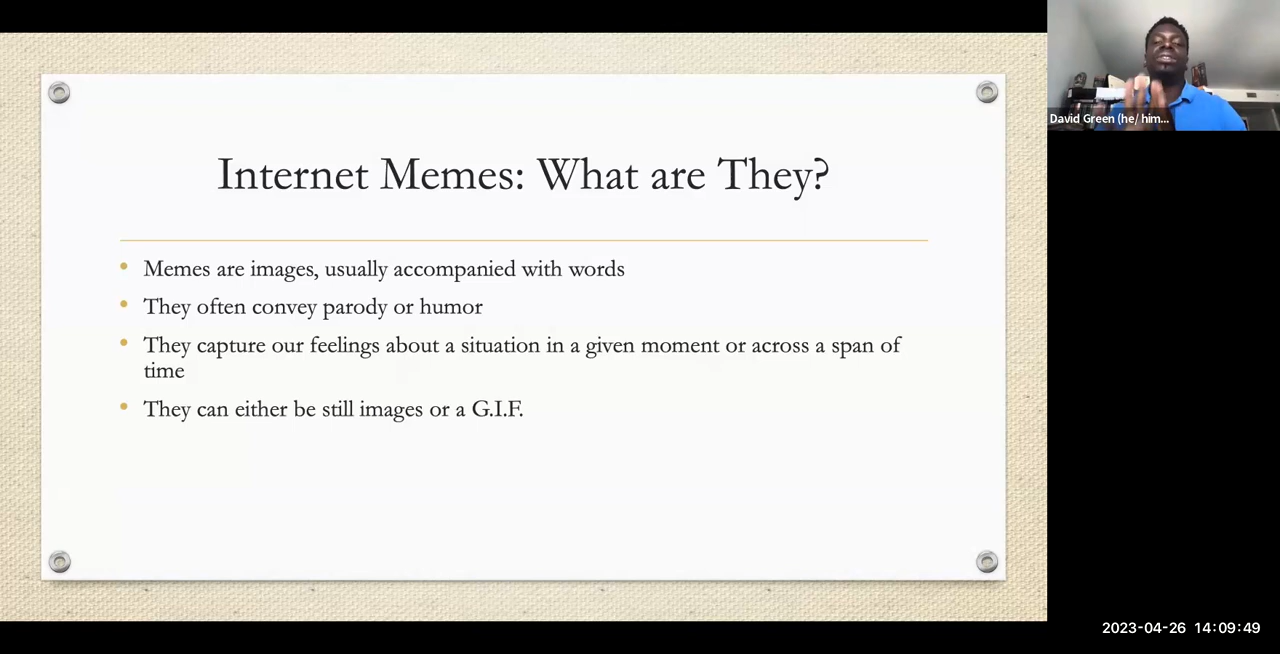 Internet Memes: What are They?
• Memes are images, usually accompanied with words
• They often convey parody or humor
• They capture our feelings about a situation in a given moment or across a span of
time
• They can either be still images or a G.I.F.
David Green (he/ him...
2023-04-26 14:09:49